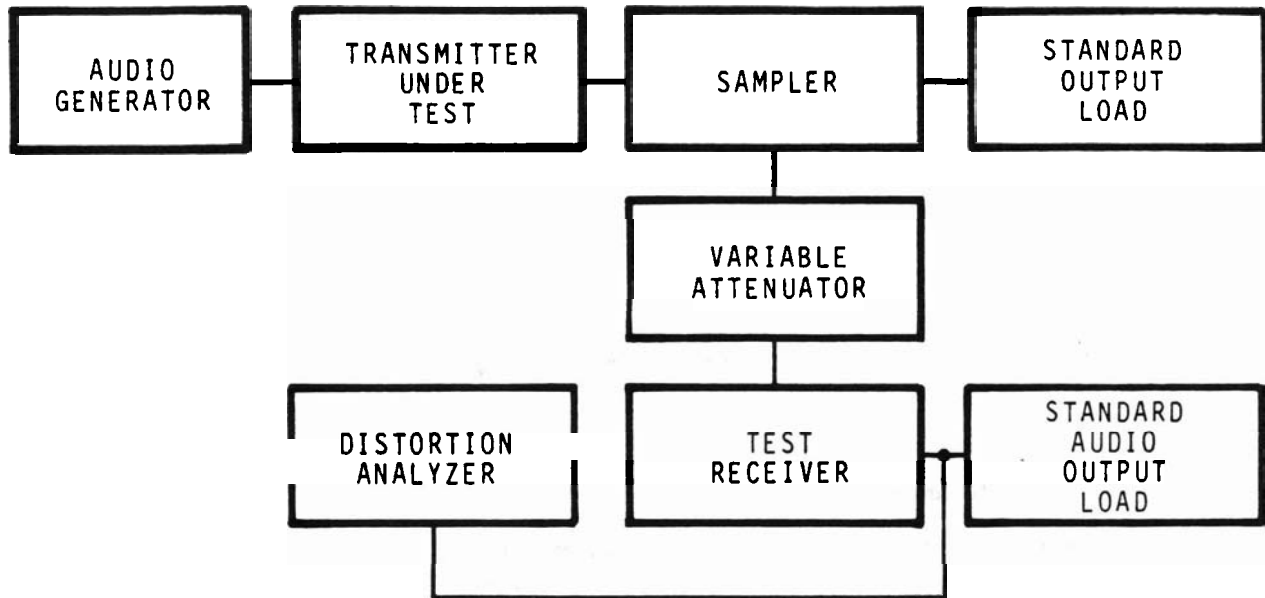 AUDIO
GENERATOR
TRANSMITTER
UNDER
TEST
SAMPLER
STANDARD
OUTPUT
LOAD
VARIABLE
ATTENUATOR
DISTORTION
ANALYZER
TEST
RECEIVER
STANDARD
AUDIO
OUTPUT
LOAD